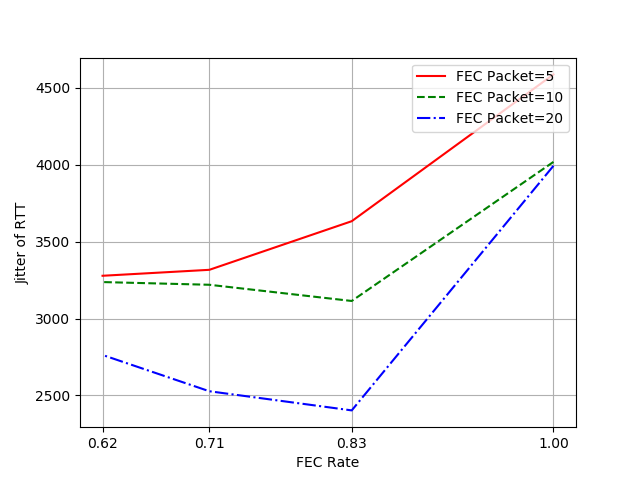 FEC Packet=5
FEC Packet=10
FEC Packet=20
4500
4000
3500
3000
2500
Jitter of RTT
0.62 0.71 0.83 1.00
FEC Rate